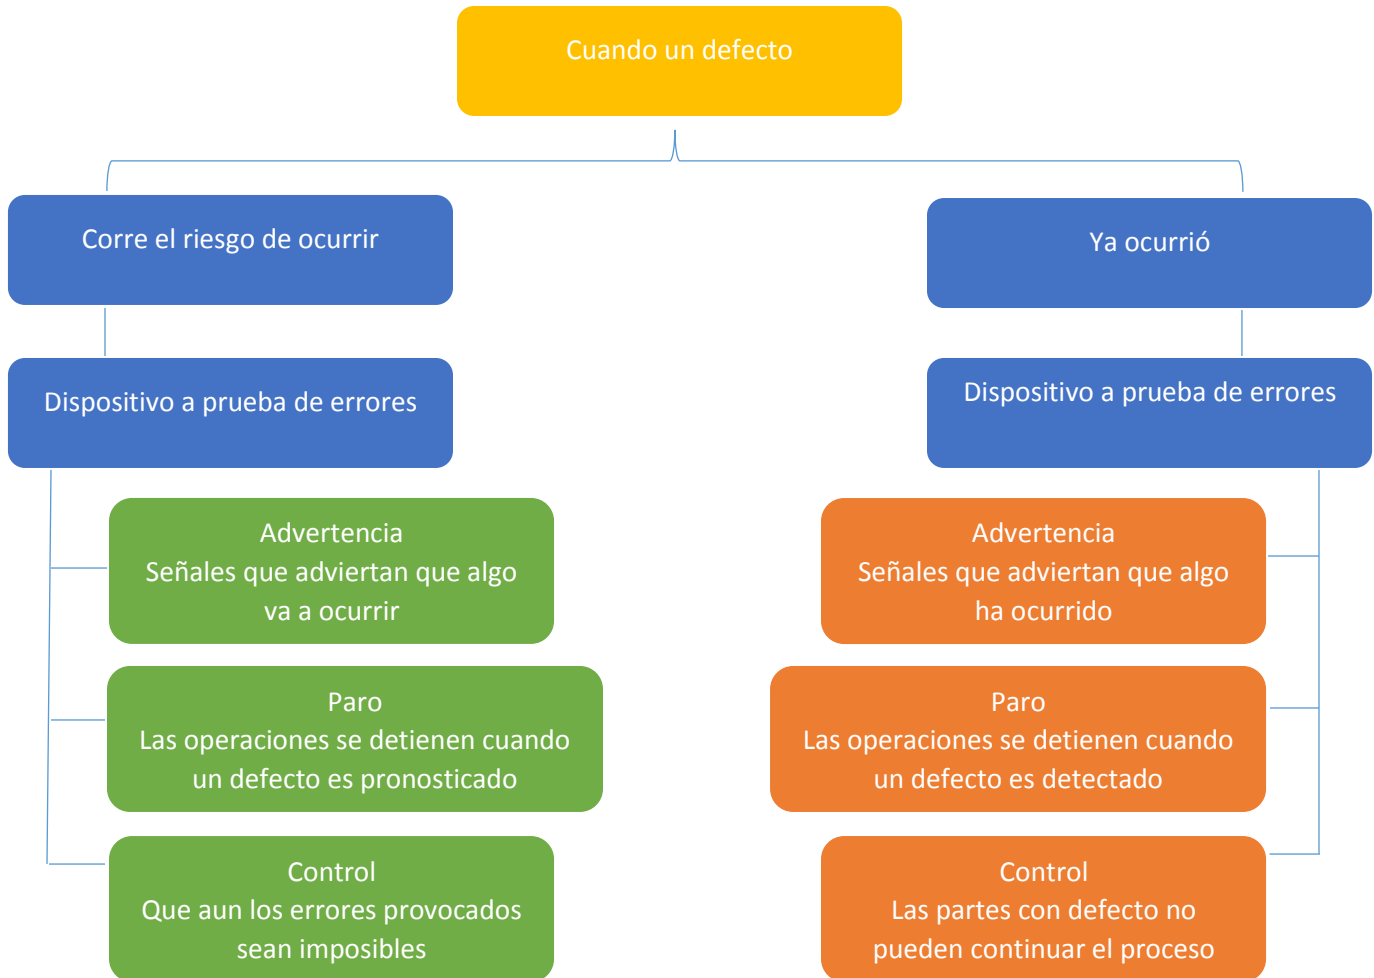 Cuando un defecto
Corre el riesgo de ocurrir
Ya ocurrió
Dispositivo a prueba de errores
Dispositivo a prueba de errores
Advertencia
Señales que adviertan que algo
va a ocurrir
Advertencia
Señales que adviertan que algo
ha ocurrido
Paro
Las operaciones se detienen cuando
un defecto es pronosticado
Paro
Las operaciones se detienen cuando
un defecto es detectado
Control
Que aun los errores provocados
sean imposibles
Control
Las partes con defecto no
pueden continuar el proceso